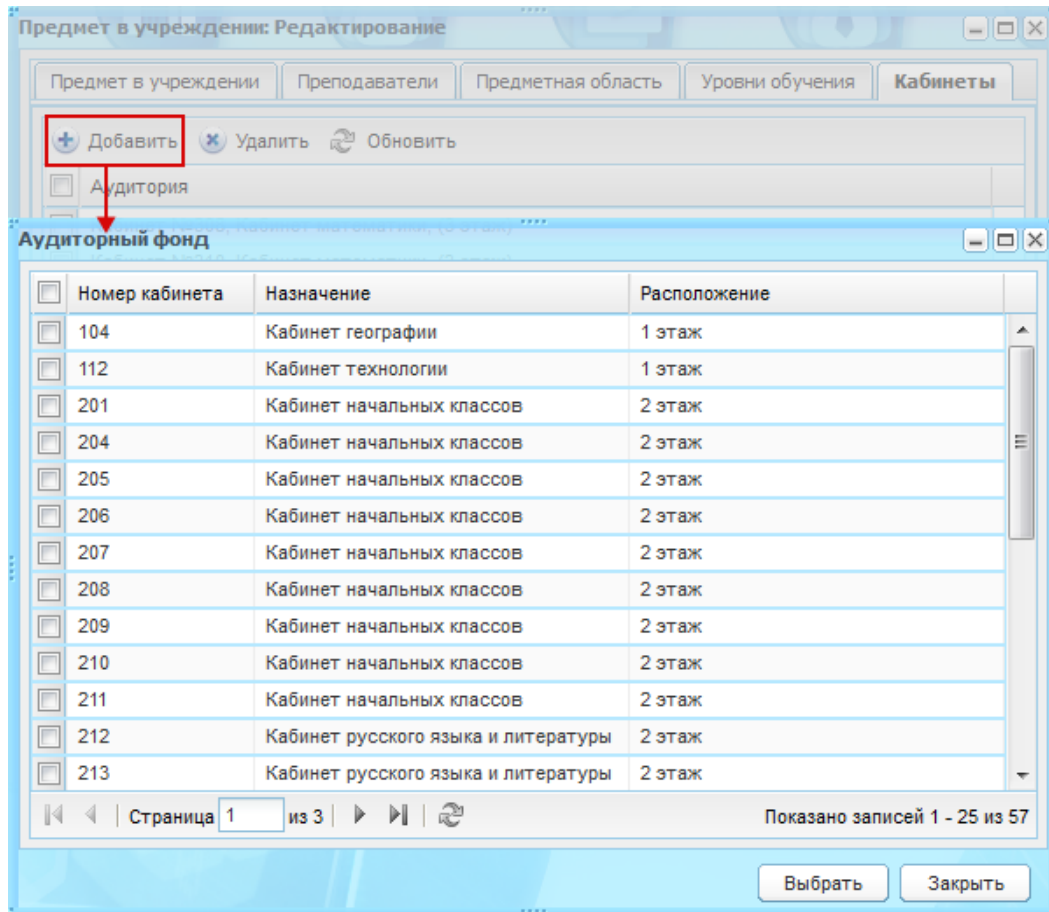 Предмет в учреждении: Редактирование
Предмет в учреждении Преподаватели Предметная область Уровни обучения Кабинеты
Добавить Удалить Обновить
Аудитория
Аудиторный фонд
Номер кабинета Назначение Расположение
104 Кабинет географии 1 этаж
112 Кабинет технологии 1 этаж
201 Кабинет начальных классов 2 этаж
204 Кабинет начальных классов 2 этаж
205 Кабинет начальных классов 2 этаж
206 Кабинет начальных классов 2 этаж
207 Кабинет начальных классов 2 этаж
208 Кабинет начальных классов 2 этаж
209 Кабинет начальных классов 2 этаж
210 Кабинет начальных классов 2 этаж
211 Кабинет начальных классов 2 этаж
212 Кабинет русского языка и литературы 2 этаж
213 Кабинет русского языка и литературы 2 этаж
Страница 1 из 3 Показано записей 1 - 25 из 57
Выбрать Закрыть